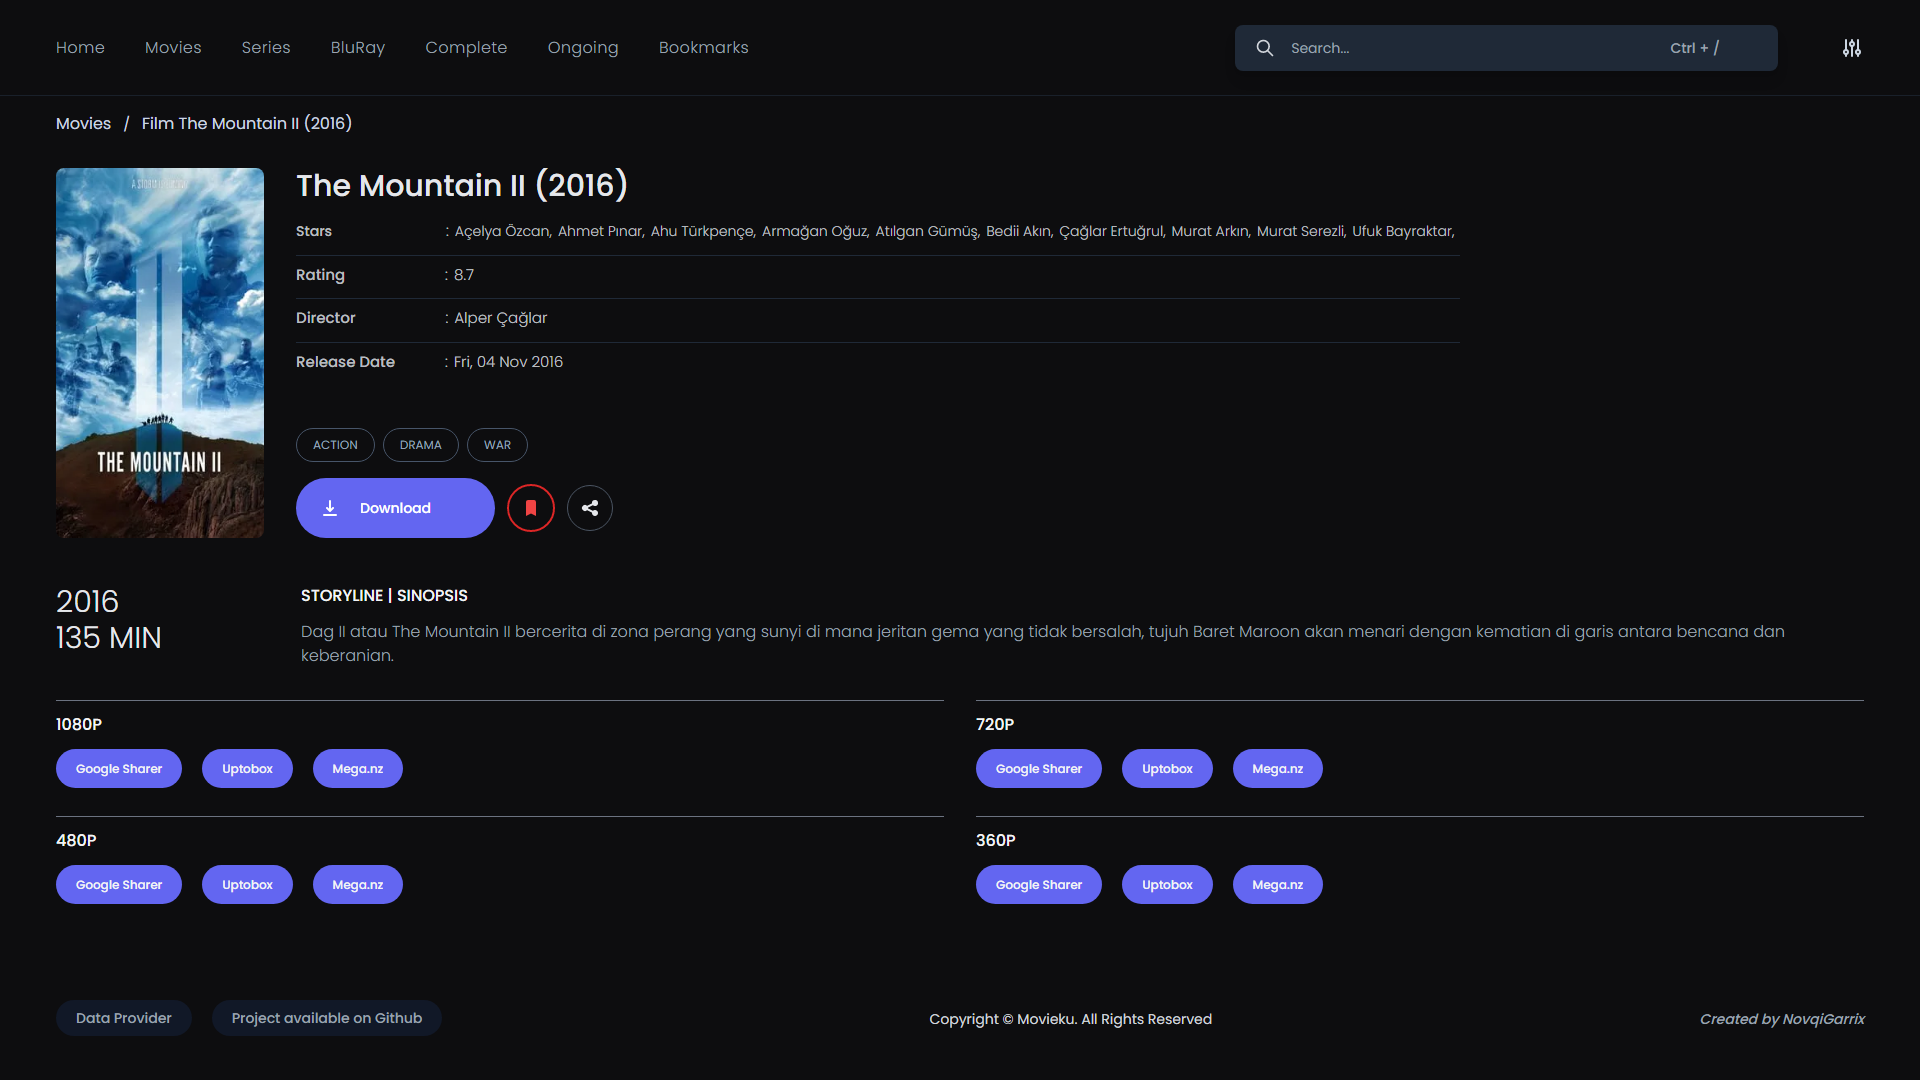 Home Movies Series BluRay Complete Ongoing Bookmarks Search... Ctrl + /
Movies / Film The Mountain II (2016)
THE MOUNTAIN II
The Mountain II (2016)
Stars : Açelya Özcan, Ahmet Pınar, Ahu Türkpençe, Armağan Oğuz, Atılgan Gümüş, Bedii Akın, Çağlar Ertuğrul, Murat Arkın, Murat Serezli, Ufuk Bayraktar,
Rating : 8.7
Director : Alper Çağlar
Release Date : Fri, 04 Nov 2016
ACTION DRAMA WAR
Download
2016
135 MIN
STORYLINE | SINOPSIS
Dag II atau The Mountain II bercerita di zona perang yang sunyi di mana jeritan gema yang tidak bersalah, tujuh Baret Maroon akan menari dengan kematian di garis antara bencana dan
keberanian.
1080P
Google Sharer Uptobox Mega.nz
720P
Google Sharer Uptobox Mega.nz
480P
Google Sharer Uptobox Mega.nz
360P
Google Sharer Uptobox Mega.nz
Data Provider Project available on Github Copyright © Movieku. All Rights Reserved Created by NovqiGarrix